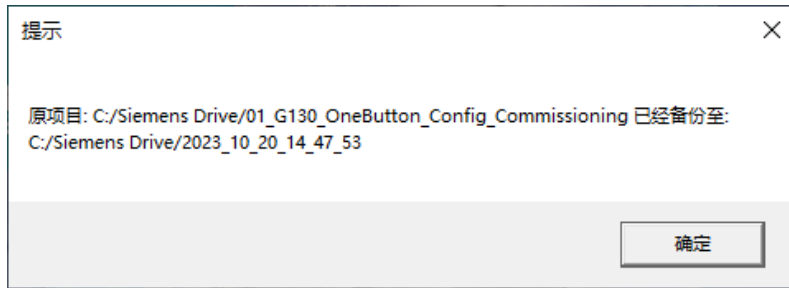 提示
原项目: C:/Siemens Drive/01_G130_OneButton_Config_Commissioning 已经备份至:
C:/Siemens Drive/2023_10_20_14_47_53
确定